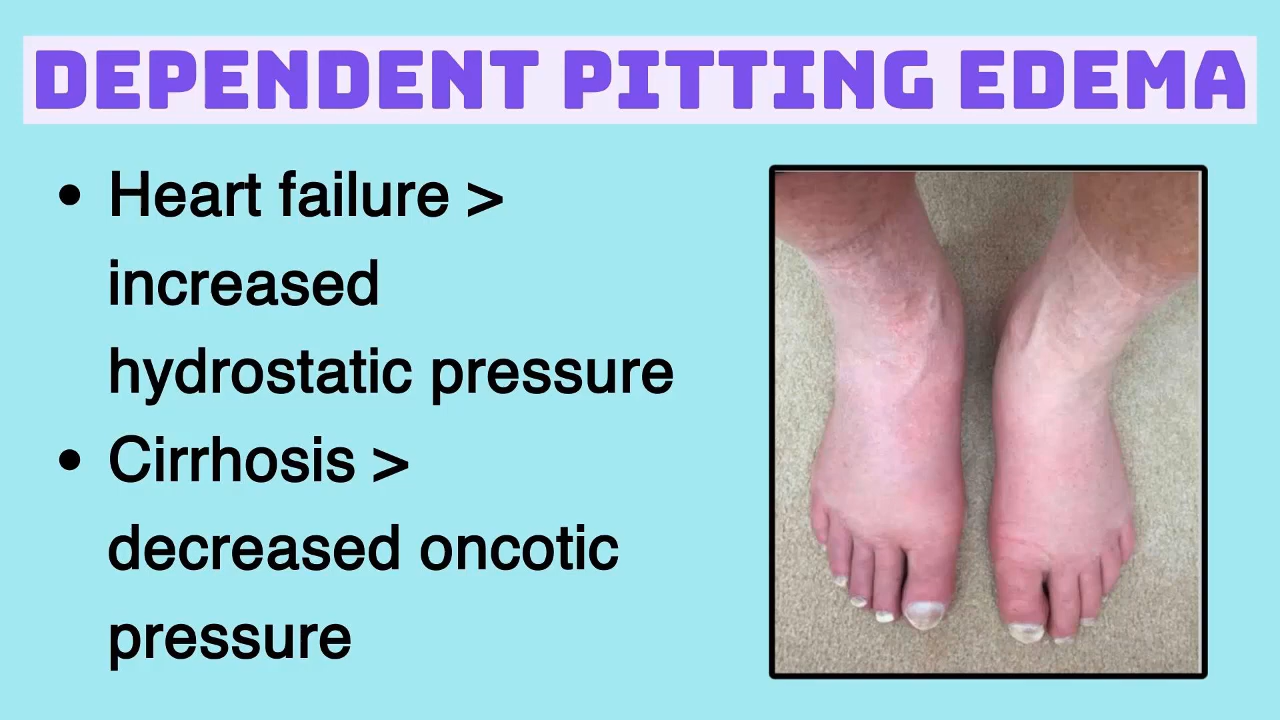 DEPENDENT PITTING EDEMA
• Heart failure >
increased
hydrostatic pressure
• Cirrhosis >
decreased oncotic
pressure